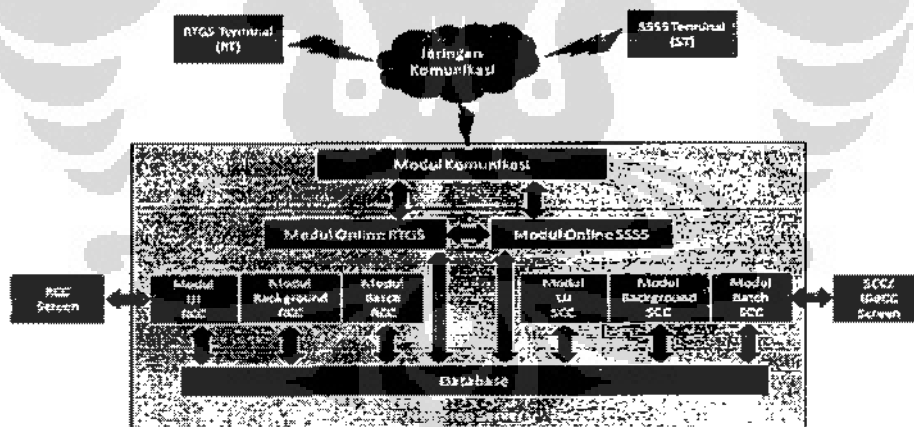 RTGS Terminal
(RT)
SSSS Terminal
(ST)
Jaringan
Komunikasi
Modul Komunikasi
Modul Online RTGS
Modul Online SSSS
RCC
Screen
Modul
UI
RCC
Modul
Background
RCC
Modul
Batch
RCC
Modul
UI
SCC
Modul
Background
SCC
Modul
Batch
SCC
SCC/
Screen
Database